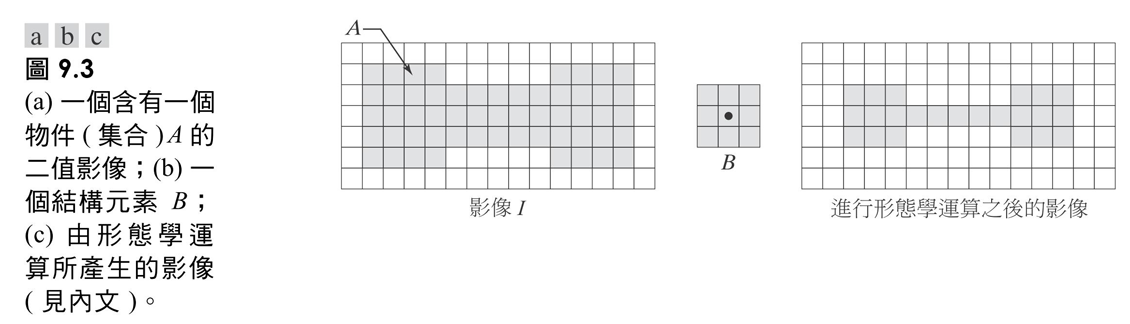 a b c
圖 9.3
(a) 一個含有一個
物件 ( 集合 )A 的
二值影像；(b) 一
個結構元素 B；
(c) 由形態學運
算所產生的影像
( 見內文 )。
A
影像 I
B
進行形態學運算之後的影像